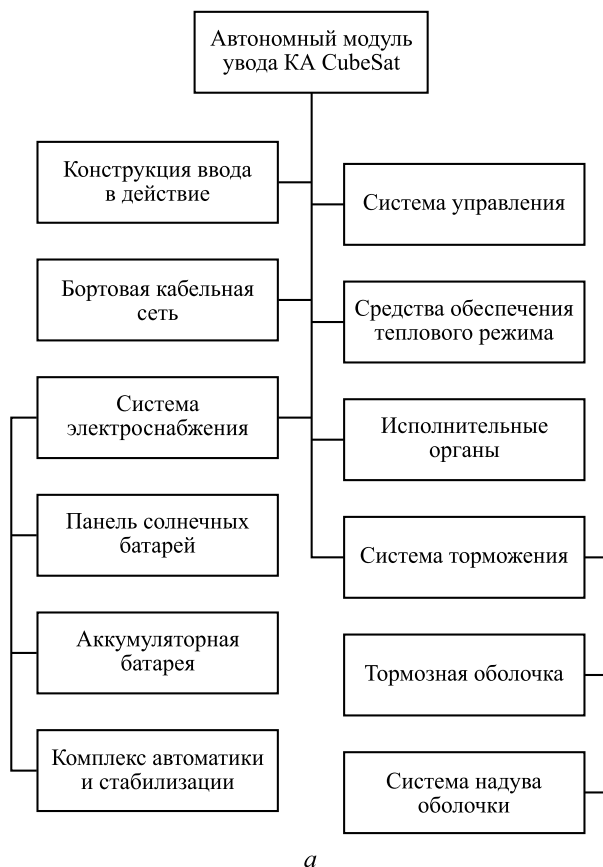 Автономный модуль
увода КА CubeSat
Конструкция ввода
в действие
Система управления
Бортовая кабельная
сеть
Средства обеспечения
теплового режима
Система
электроснабжения
Исполнительные
органы
Панель солнечных
батарей
Система торможения
Аккумуляторная
батарея
Тормозная оболочка
Комплекс автоматики
и стабилизации
Система надува
оболочки
а